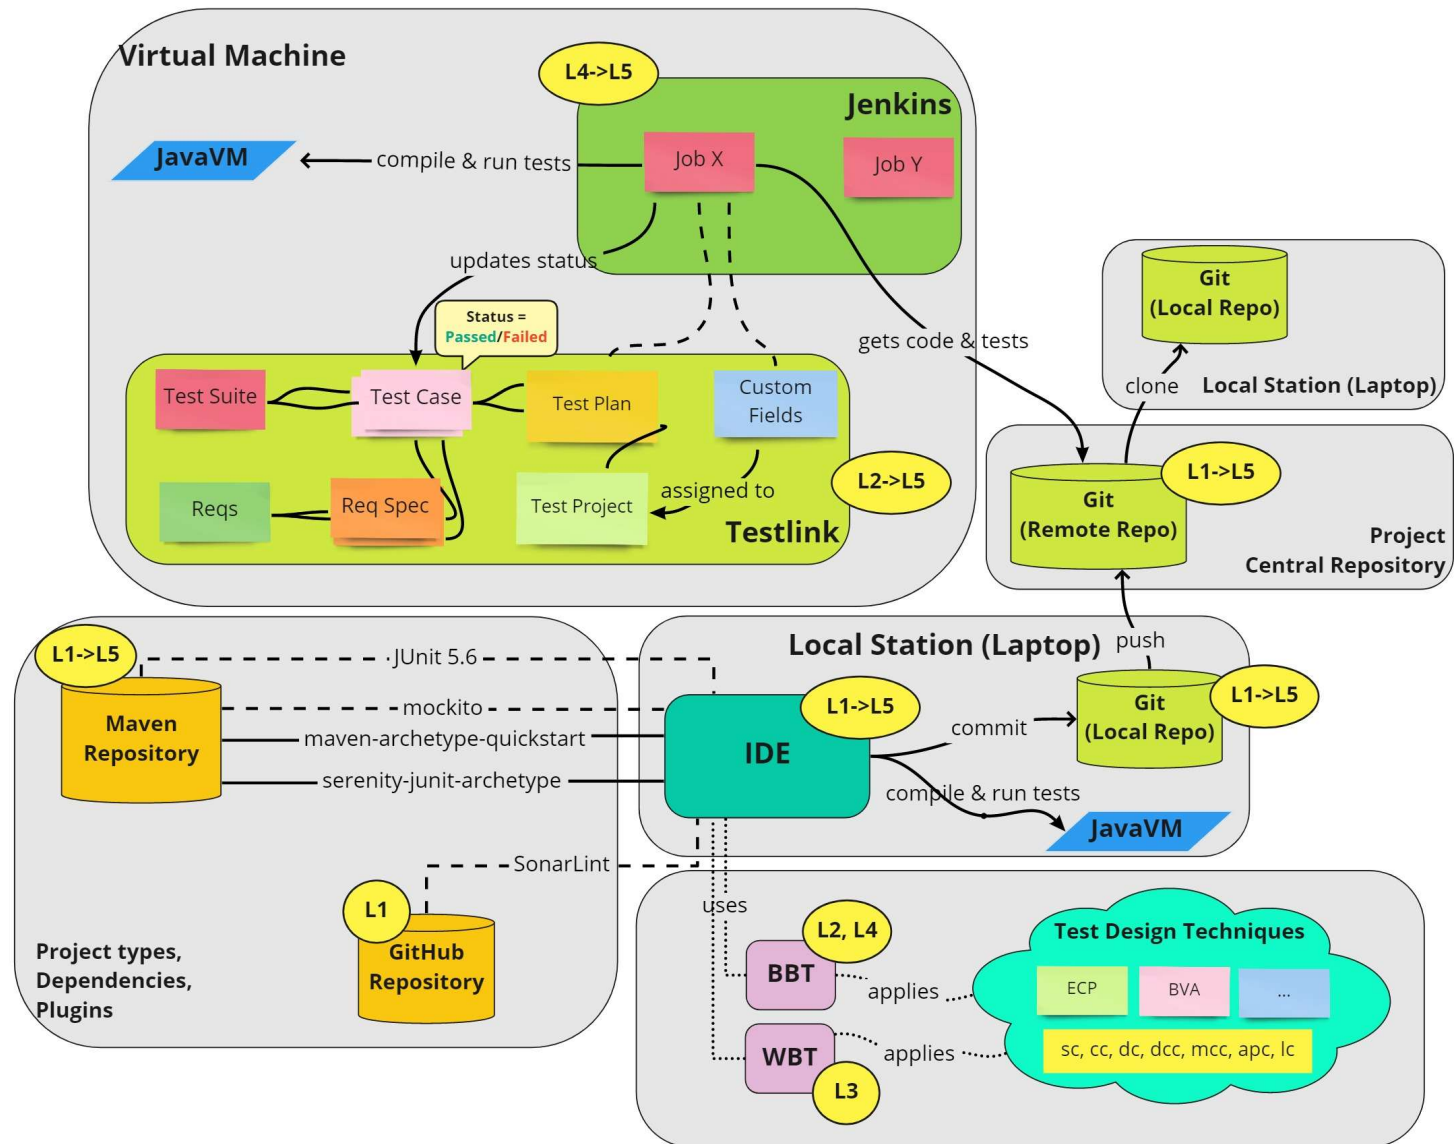 Virtual Machine
L4->L5
Jenkins
JavaVM
compile & run tests
Job X
Job Y
updates status
Status =
Passed/Failed
gets code & tests
Git
(Local Repo)
clone
Local Station (Laptop)
Test Suite
Test Case
Test Plan
Custom
Fields
Reqs
Req Spec
Test Project
assigned to
L2->L5
Testlink
L1->L5
Git
(Remote Repo)
Project
Central Repository
L1->L5
JUnit 5.6
Maven
Repository
mockito
maven-archetype-quickstart
serenity-junit-archetype
Local Station (Laptop)
push
L1->L5
IDE
commit
L1->L5
Git
(Local Repo)
compile & run tests
JavaVM
SonarLint
L1
GitHub
Repository
Project types,
Dependencies,
Plugins
uses
L2, L4
BBT
applies
WBT
applies
L3
Test Design Techniques
ECP
BVA
...
sc, cc, dc, dcc, mcc, apc, lc